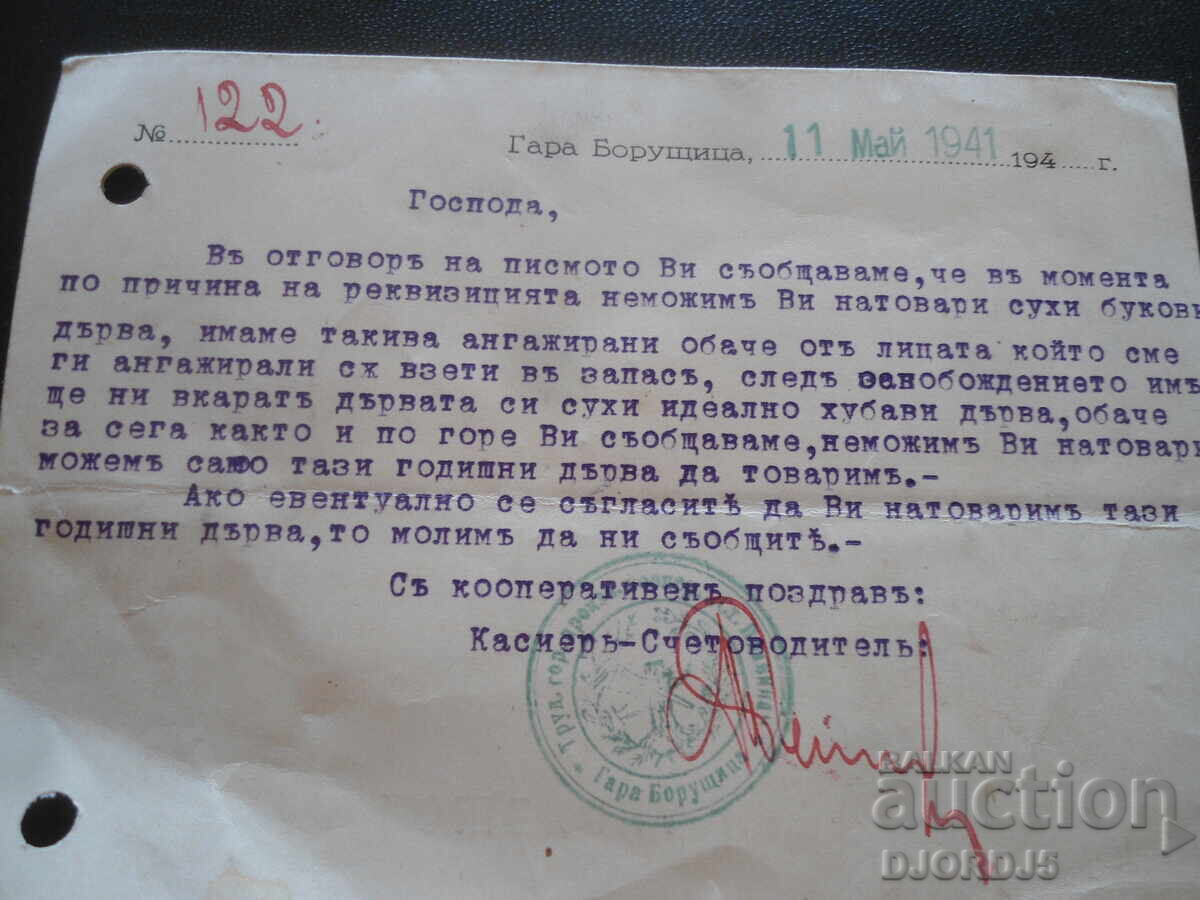 № 122.
Гара Борущица, 11 Май 1941 194 г.
Господа,
Въ отговоръ на писмото Ви съобщаваме, че въ момента
по причина на реквизицията неможимъ Ви натовари сухи букови
дърва, имаме такива ангажирани обаче отъ лицата който сме
ги ангажирали сѫ взети въ запасъ, следъ освобождението имъ
ще ни вкаратъ дървата си сухи идеално хубави дърва, обаче
за сега както и по горе Ви съобщаваме, неможимъ Ви натовари
можемъ само тази годишни дърва да товаримъ.-
Ако евентуално се съгласитѣ да Ви натоваримъ тази
годишни дърва, то молимъ да ни съобщитѣ.-
Съ кооперативенъ поздравъ:
Касиеръ-Счетоводитель:
Труд. гор.
Гара Борущица
BALKAN
auction
DJORDJ5